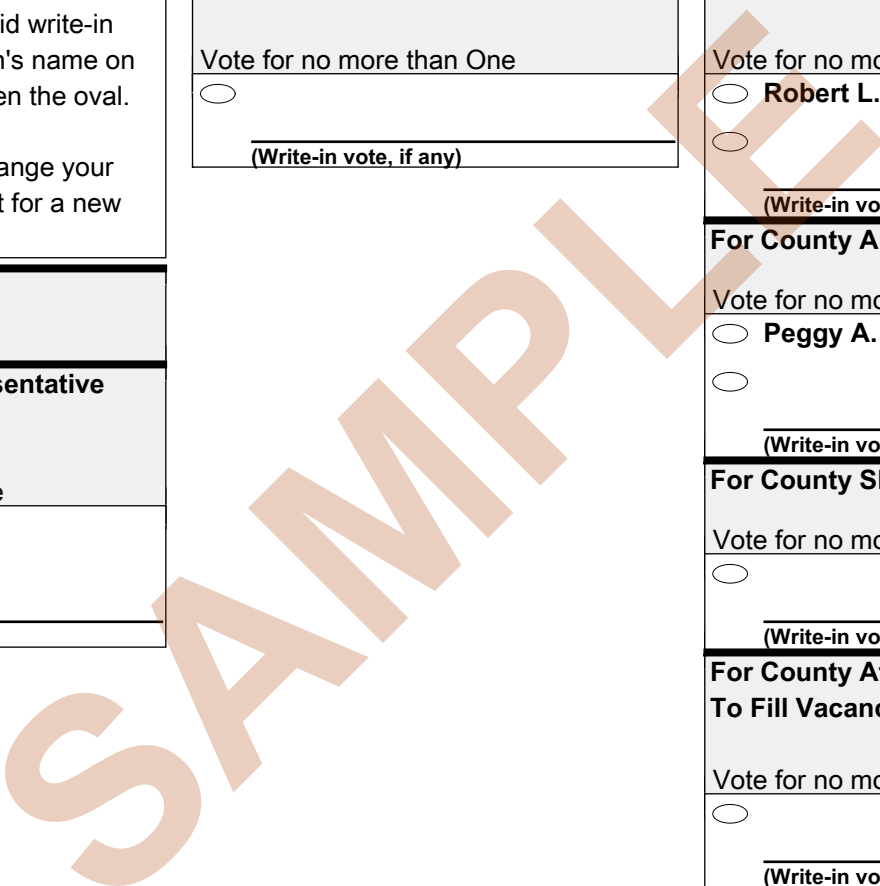 id write-in
n's name on
en the oval.
ange your
t for a new
sentative
e
Vote for no more than One
(Write-in vote, if any)
Vote for no mo
Robert L.
(Write-in vo
For County A
Vote for no mo
Peggy A.
(Write-in vo
For County S
Vote for no mo
(Write-in vo
For County A
To Fill Vacan
Vote for no mo
(Write-in vo
SAMPLE